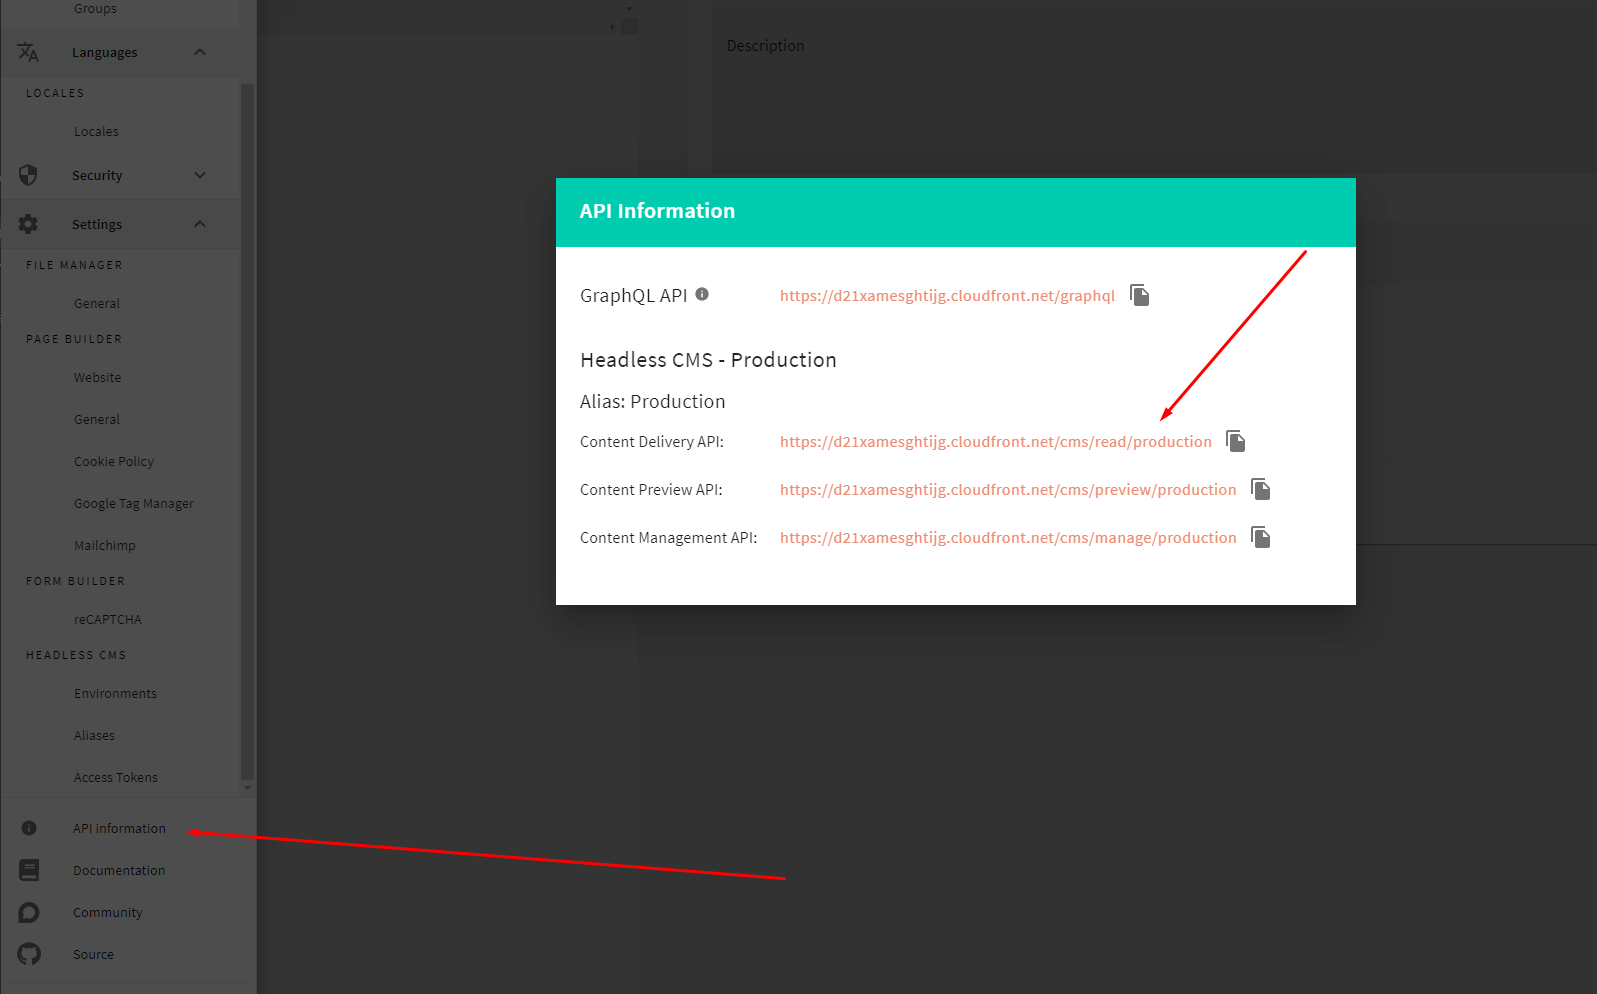 Groups
Languages
LOCALES
Locales
Security
Settings
FILE MANAGER
General
PAGE BUILDER
Website
General
Cookie Policy
Google Tag Manager
Mailchimp
FORM BUILDER
reCAPTCHA
HEADLESS CMS
Environments
Aliases
Access Tokens
API information
Documentation
Community
Source
Description
API Information
GraphQL API https://d21xamesghtijg.cloudfront.net/graphql
Headless CMS - Production
Alias: Production
Content Delivery API: https://d21xamesghtijg.cloudfront.net/cms/read/production
Content Preview API: https://d21xamesghtijg.cloudfront.net/cms/preview/production
Content Management API: https://d21xamesghtijg.cloudfront.net/cms/manage/production